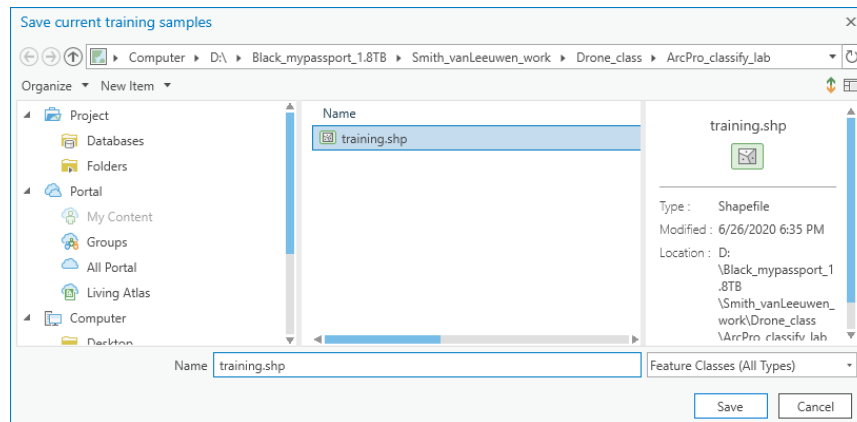 Save current training samples
Computer D:\ Black_mypassport_1.8TB Smith_vanLeeuwen_work Drone_class ArcPro_classify_lab
Organize New Item
Project
Databases
Folders
Portal
My Content
Groups
All Portal
Living Atlas
Computer
Desktop
Name
training.shp
training.shp
Type : Shapefile
Modified : 6/26/2020 6:35 PM
Location : D:
\Black_mypassport_1
.8TB
\Smith_vanLeeuwen_
work\Drone_class
\ArcPro_classify_lab
Name training.shp Feature Classes (All Types)
Save Cancel